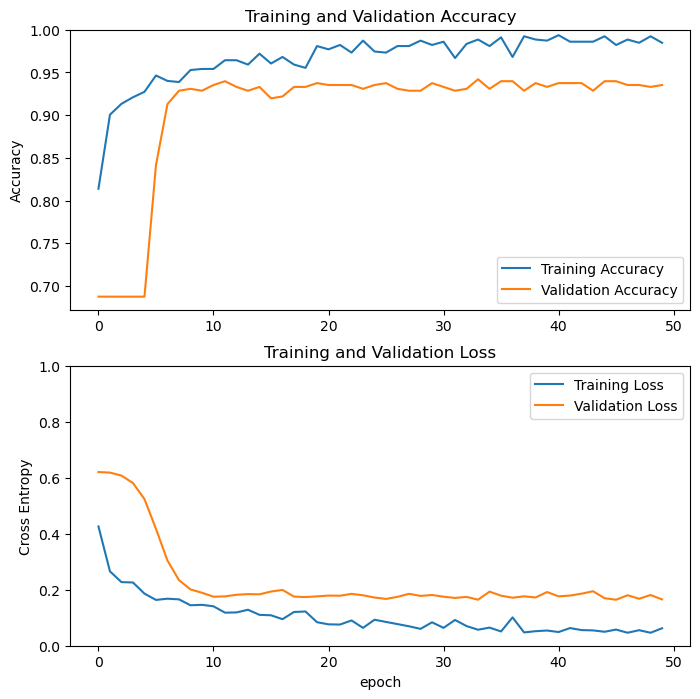 Training and Validation Accuracy
1.00
0.95
0.90
0.85
0.80
0.75
0.70
Accuracy
Training Accuracy
Validation Accuracy
0 10 20 30 40 50
Training and Validation Loss
1.0
0.8
0.6
0.4
0.2
0.0
Cross Entropy
Training Loss
Validation Loss
0 10 20 30 40 50
epoch